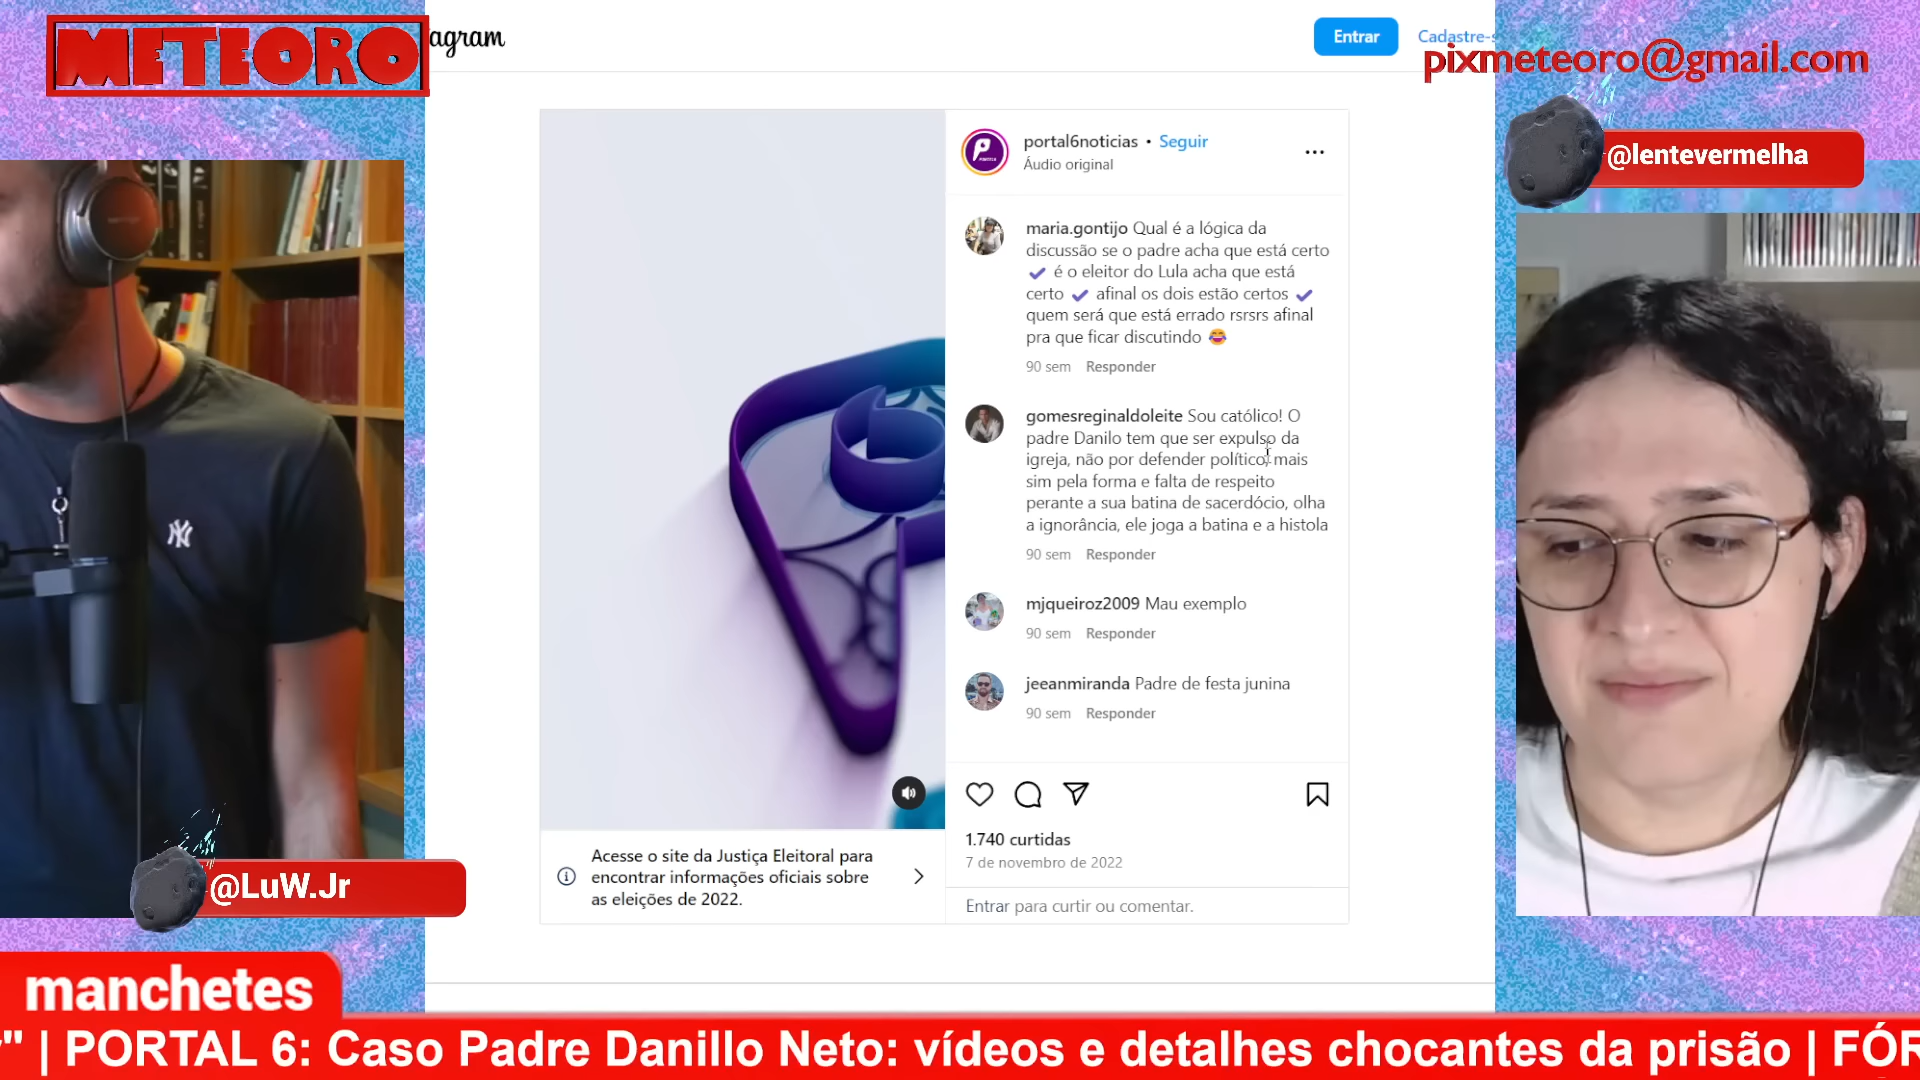 METEORO
agram
Entrar
Cadastre-s
pixmeteoro@gmail.com
@lentevermelha
portal6noticias • Seguir
Áudio original
maria.gontijo Qual é a lógica da
discussão se o padre acha que está certo
✔ é o eleitor do Lula acha que está
certo ✔ afinal os dois estão certos ✔
quem será que está errado rsrsrs afinal
pra que ficar discutindo 😂
90 sem Responder
gomesreginaldoleite Sou católico! O
padre Danilo tem que ser expulso da
igreja, não por defender político, mais
sim pela forma e falta de respeito
perante a sua batina de sacerdócio, olha
a ignorância, ele joga a batina e a histola
90 sem Responder
mjqueiroz2009 Mau exemplo
90 sem Responder
jeeanmiranda Padre de festa junina
90 sem Responder
1.740 curtidas
7 de novembro de 2022
Entrar para curtir ou comentar.
Acesse o site da Justiça Eleitoral para
encontrar informações oficiais sobre
as eleições de 2022.
NY
@LuW.Jr
manchetes
" | PORTAL 6: Caso Padre Danillo Neto: vídeos e detalhes chocantes da prisão | FÓR